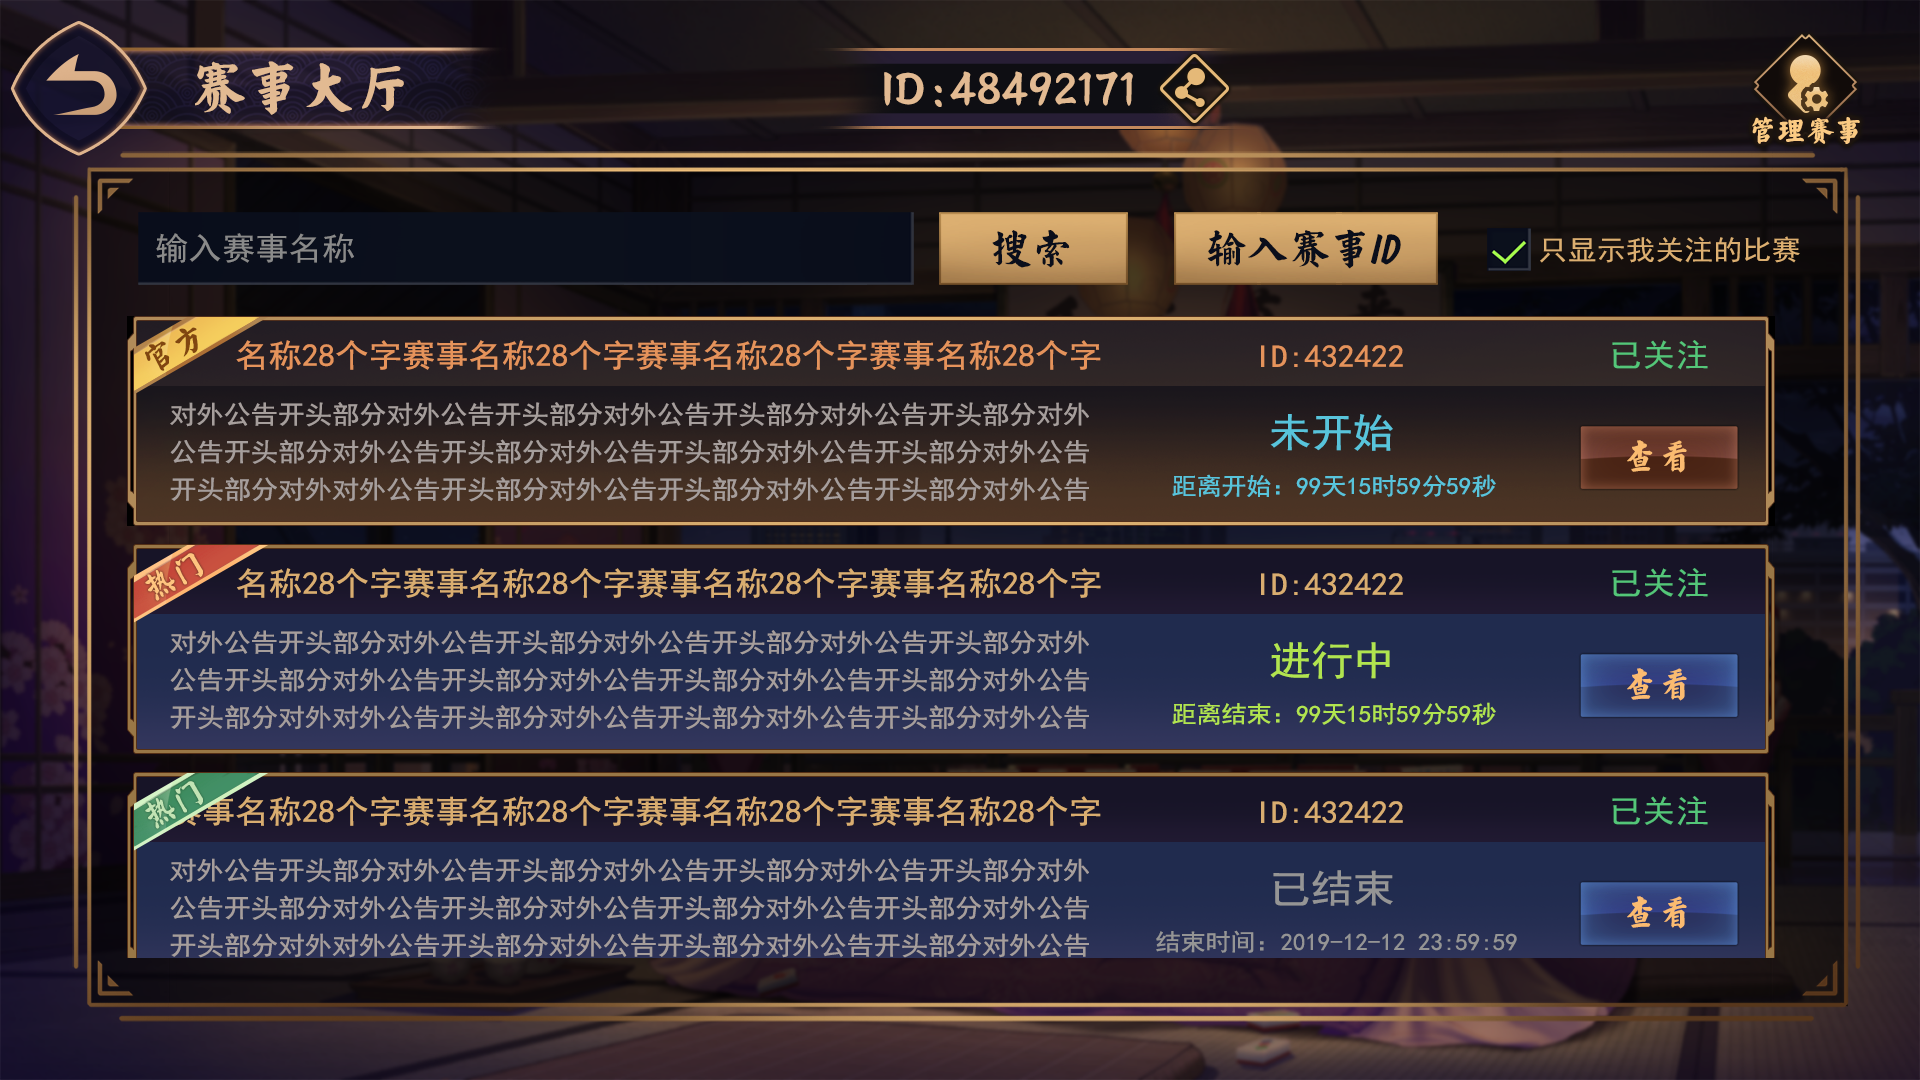 赛事大厅
ID:48492171
管理赛事
输入赛事名称
搜索
输入赛事ID
只显示我关注的比赛
官方
名称28个字赛事名称28个字赛事名称28个字赛事名称28个字
ID:432422
已关注
对外公告开头部分对外公告开头部分对外公告开头部分对外公告开头部分对外
公告开头部分对外公告开头部分对外公告开头部分对外公告开头部分对外公告
开头部分对外对外公告开头部分对外公告开头部分对外公告开头部分对外公告
未开始
距离开始：99天15时59分59秒
查看
热门
名称28个字赛事名称28个字赛事名称28个字赛事名称28个字
ID:432422
已关注
对外公告开头部分对外公告开头部分对外公告开头部分对外公告开头部分对外
公告开头部分对外公告开头部分对外公告开头部分对外公告开头部分对外公告
开头部分对外对外公告开头部分对外公告开头部分对外公告开头部分对外公告
进行中
距离结束：99天15时59分59秒
查看
热门
事名称28个字赛事名称28个字赛事名称28个字赛事名称28个字
ID:432422
已关注
对外公告开头部分对外公告开头部分对外公告开头部分对外公告开头部分对外
公告开头部分对外公告开头部分对外公告开头部分对外公告开头部分对外公告
开头部分对外对外公告开头部分对外公告开头部分对外公告开头部分对外公告
已结束
结束时间：2019-12-12 23:59:59
查看